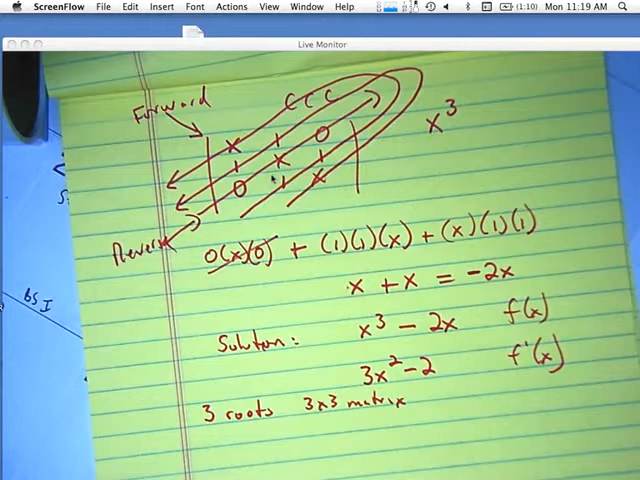 ScreenFlow File Edit Insert Font Actions View Window Help (1:10) Mon 11:19 AM
Live Monitor
Forward
C C C
x 1 0
x³
1 x 1
0 1 x
Reverse
0(x)(0) + (1)(1)(x) + (x)(1)(1)
x + x = -2x
bs I
Solution: x³ - 2x f(x)
3x² - 2 f'(x)
3 roots 3x3 matrix